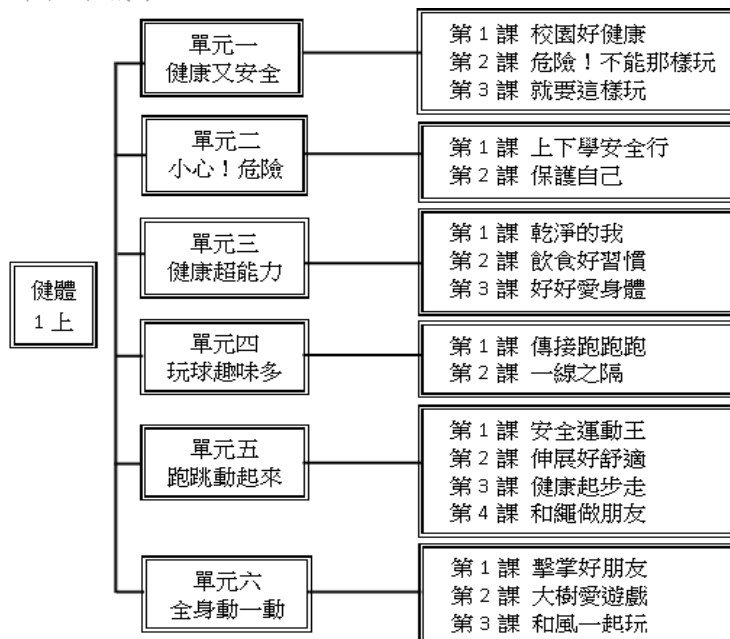 健體
1 上
單元一
健康又安全
第 1 課 校園好健康
第 2 課 危險！不能那樣玩
第 3 課 就要這樣玩
單元二
小心！危險
第 1 課 上下學安全行
第 2 課 保護自己
單元三
健康超能力
第 1 課 乾淨的我
第 2 課 飲食好習慣
第 3 課 好好愛身體
單元四
玩球趣味多
第 1 課 傳接跑跑跑
第 2 課 一線之隔
單元五
跑跳動起來
第 1 課 安全運動王
第 2 課 伸展好舒適
第 3 課 健康起步走
第 4 課 和繩做朋友
單元六
全身動一動
第 1 課 擊掌好朋友
第 2 課 大樹愛遊戲
第 3 課 和風一起玩